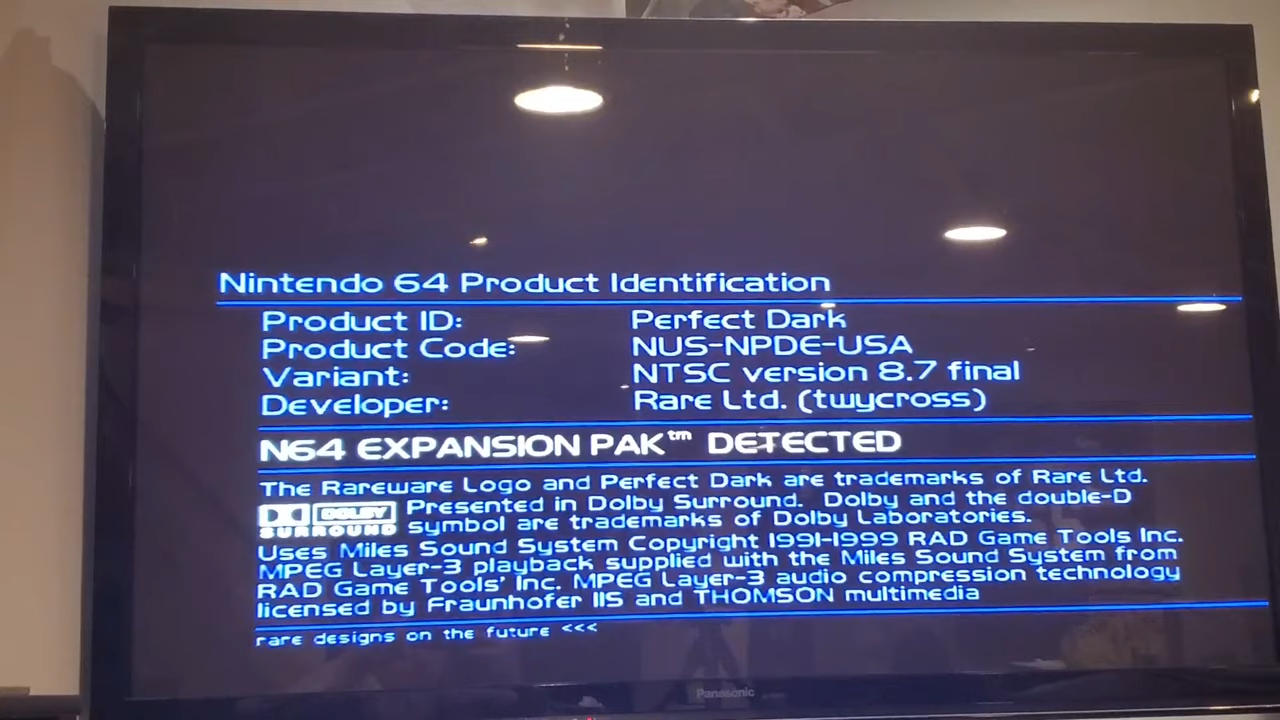 Nintendo 64 Product Identification
Product ID: Perfect Dark
Product Code: NUS-NPDE-USA
Variant: NTSC version 8.7 final
Developer: Rare Ltd. (twycross)
N64 EXPANSION PAK™ DETECTED
The Rareware Logo and Perfect Dark are trademarks of Rare Ltd.
DOLBY SURROUND
Presented in Dolby Surround. Dolby and the double-D
symbol are trademarks of Dolby Laboratories.
Uses Miles Sound System Copyright 1991-1999 RAD Game Tools Inc.
MPEG Layer-3 playback supplied with the Miles Sound System from
RAD Game Tools' Inc. MPEG Layer-3 audio compression technology
licensed by Fraunhofer IIS and THOMSON multimedia
rare designs on the future <<<
Panasonic